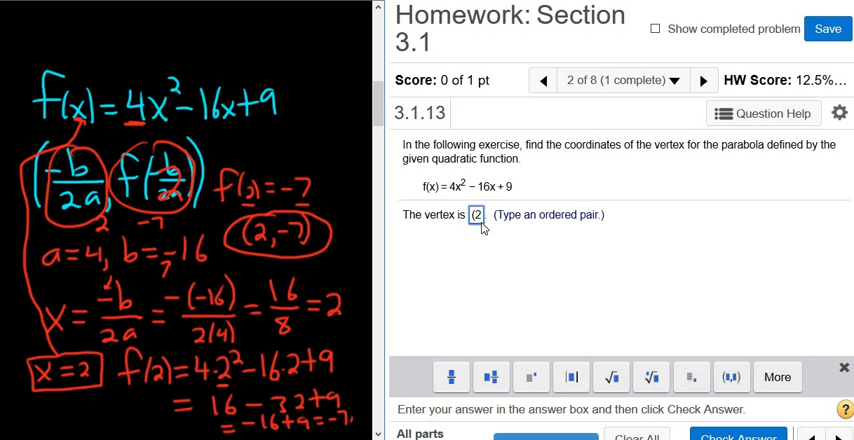 f(x) = 4x² - 16x + 9
(-b/2a, f(-b/2a))
2 -7
f(2) = -7
(2, -7)
a = 4, b = -16
x = -b/2a = -(-16)/2(4) = 16/8 = 2
x = 2
f(2) = 4·2² - 16·2 + 9
= 16 - 32 + 9
= -16 + 9 = -7
Homework: Section
3.1
Show completed problem
Save
Score: 0 of 1 pt
2 of 8 (1 complete)
HW Score: 12.5%...
3.1.13
Question Help
In the following exercise, find the coordinates of the vertex for the parabola defined by the
given quadratic function.
f(x) = 4x² - 16x + 9
The vertex is (2. (Type an ordered pair.)
More
Enter your answer in the answer box and then click Check Answer.
?
All parts
Clear All
Check Answer